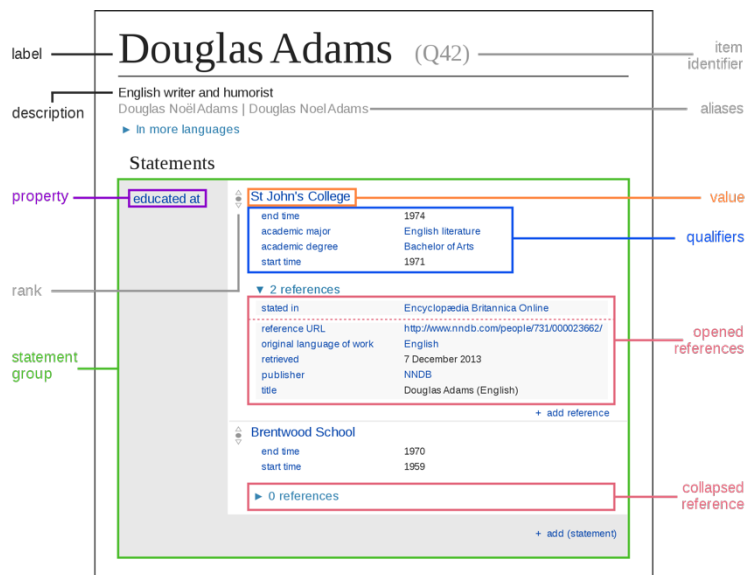 label
Douglas Adams (Q42)
item
identifier
description
English writer and humorist
Douglas Noël Adams | Douglas Noel Adams
aliases
► In more languages
Statements
property
educated at
St John's College
value
end time 1974
academic major English literature
academic degree Bachelor of Arts
start time 1971
qualifiers
rank
▼ 2 references
stated in Encyclopædia Britannica Online
reference URL http://www.nndb.com/people/731/000023662/
original language of work English
retrieved 7 December 2013
publisher NNDB
title Douglas Adams (English)
opened
references
statement
group
+ add reference
Brentwood School
end time 1970
start time 1959
► 0 references
collapsed
reference
+ add (statement)